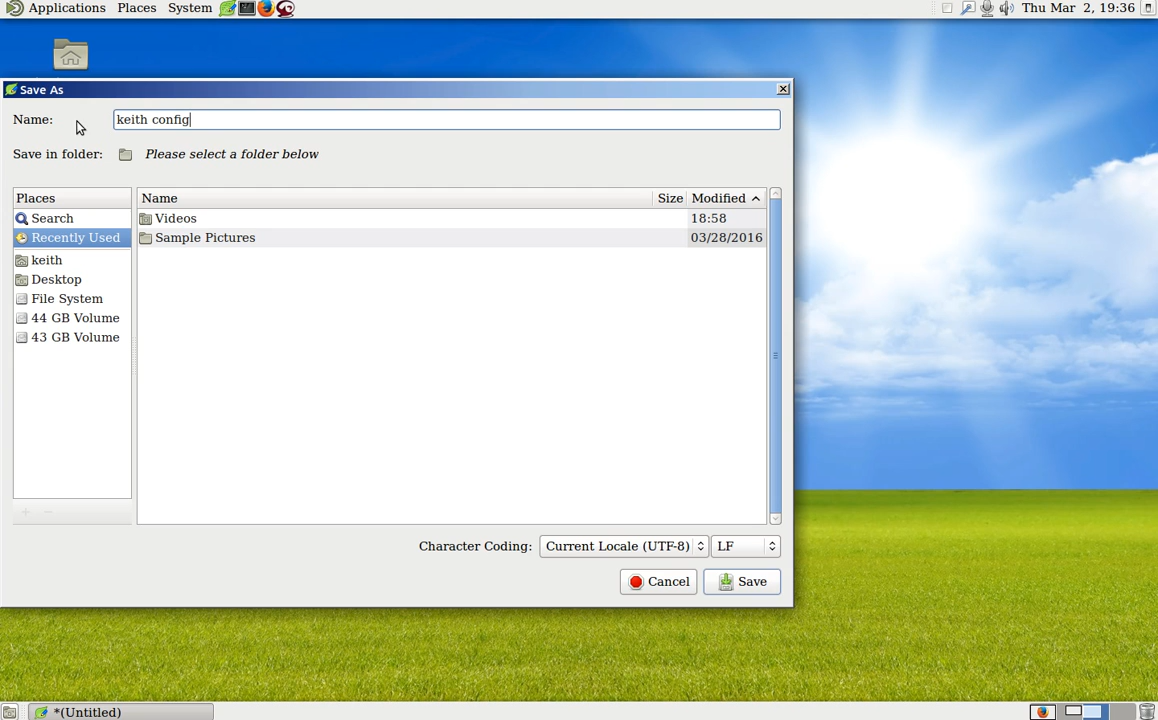 Applications Places System Thu Mar 2, 19:36
Save As
Name: keith config
Save in folder: Please select a folder below
Places Name Size Modified
Search Videos 18:58
Recently Used Sample Pictures 03/28/2016
keith
Desktop
File System
44 GB Volume
43 GB Volume
Character Coding: Current Locale (UTF-8) LF
Cancel Save
*(Untitled)